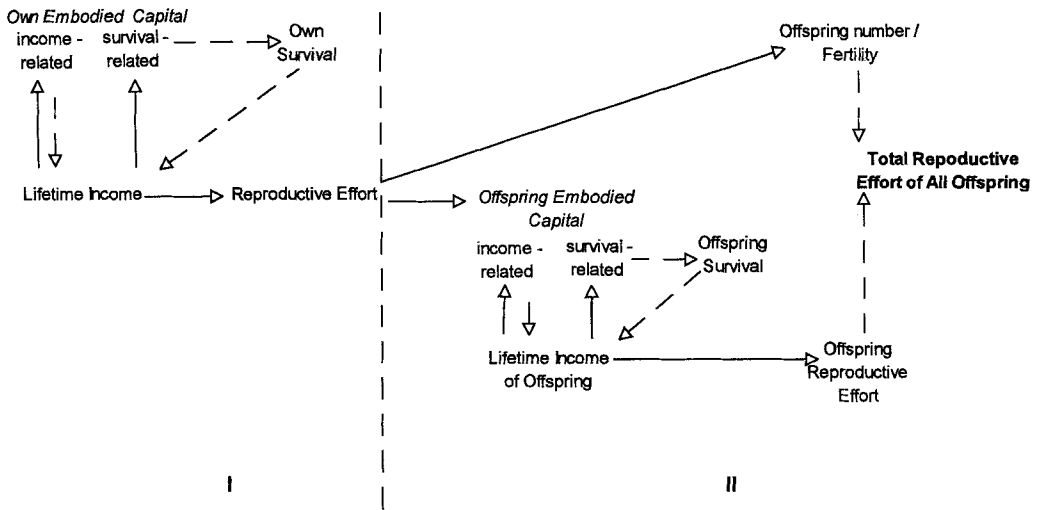 Own Embodied Capital
income -
related
survival -
related
Own
Survival
Lifetime Income
Reproductive Effort
I
Offspring number /
Fertility
Total Repoductive
Effort of All Offspring
Offspring Embodied
Capital
income -
related
survival -
related
Offspring
Survival
Lifetime Income
of Offspring
Offspring
Reproductive
Effort
II